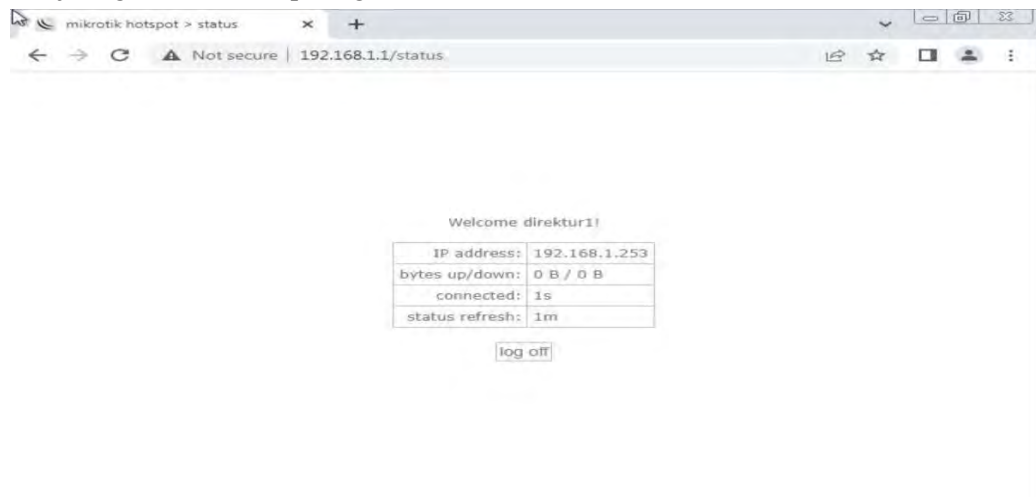 mikrotik hotspot > status
Not secure | 192.168.1.1/status
Welcome direktur1!
IP address: 192.168.1.253
bytes up/down: 0 B / 0 B
connected: 1s
status refresh: 1m
log off